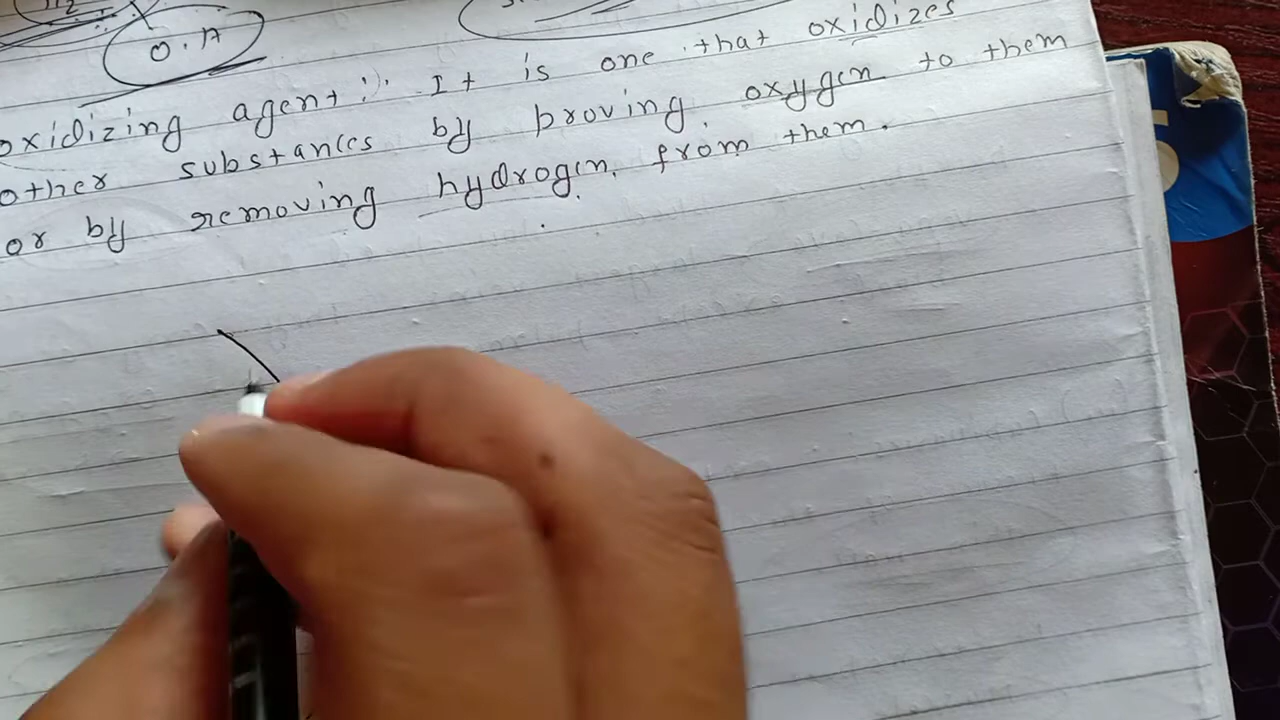 O.A
oxidizing agent :- It is one that oxidizes
other substances by proving oxygen to them
or by removing hydrogen from them.